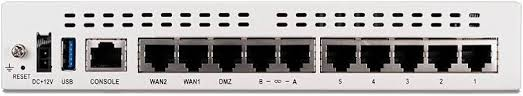 RESET
DC+12V
USB
CONSOLE
WAN2
WAN1
DMZ
B
A
5
4
3
2
1